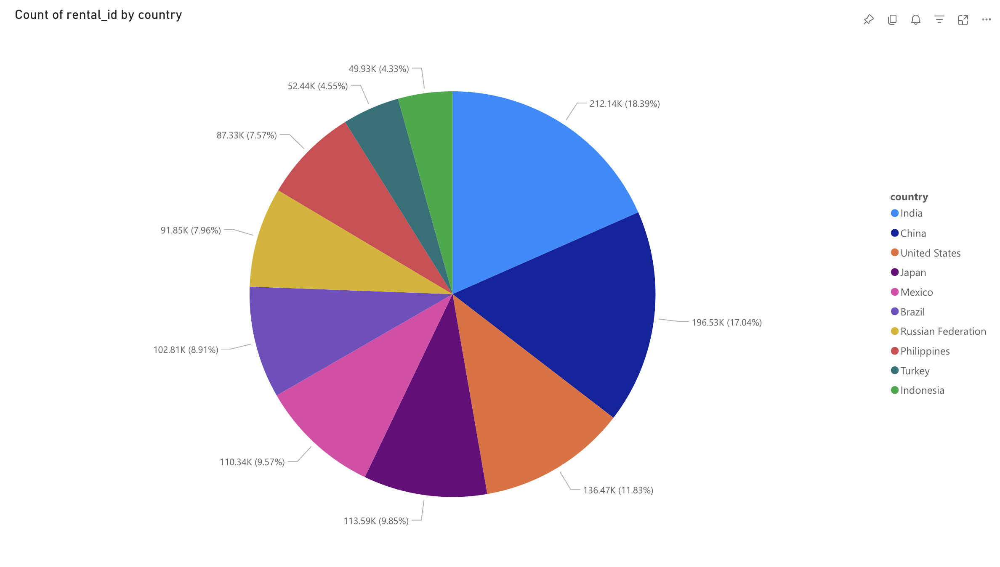 Count of rental_id by country
49.93K (4.33%)
52.44K (4.55%)
212.14K (18.39%)
87.33K (7.57%)
91.85K (7.96%)
196.53K (17.04%)
102.81K (8.91%)
110.34K (9.57%)
136.47K (11.83%)
113.59K (9.85%)
country
India
China
United States
Japan
Mexico
Brazil
Russian Federation
Philippines
Turkey
Indonesia